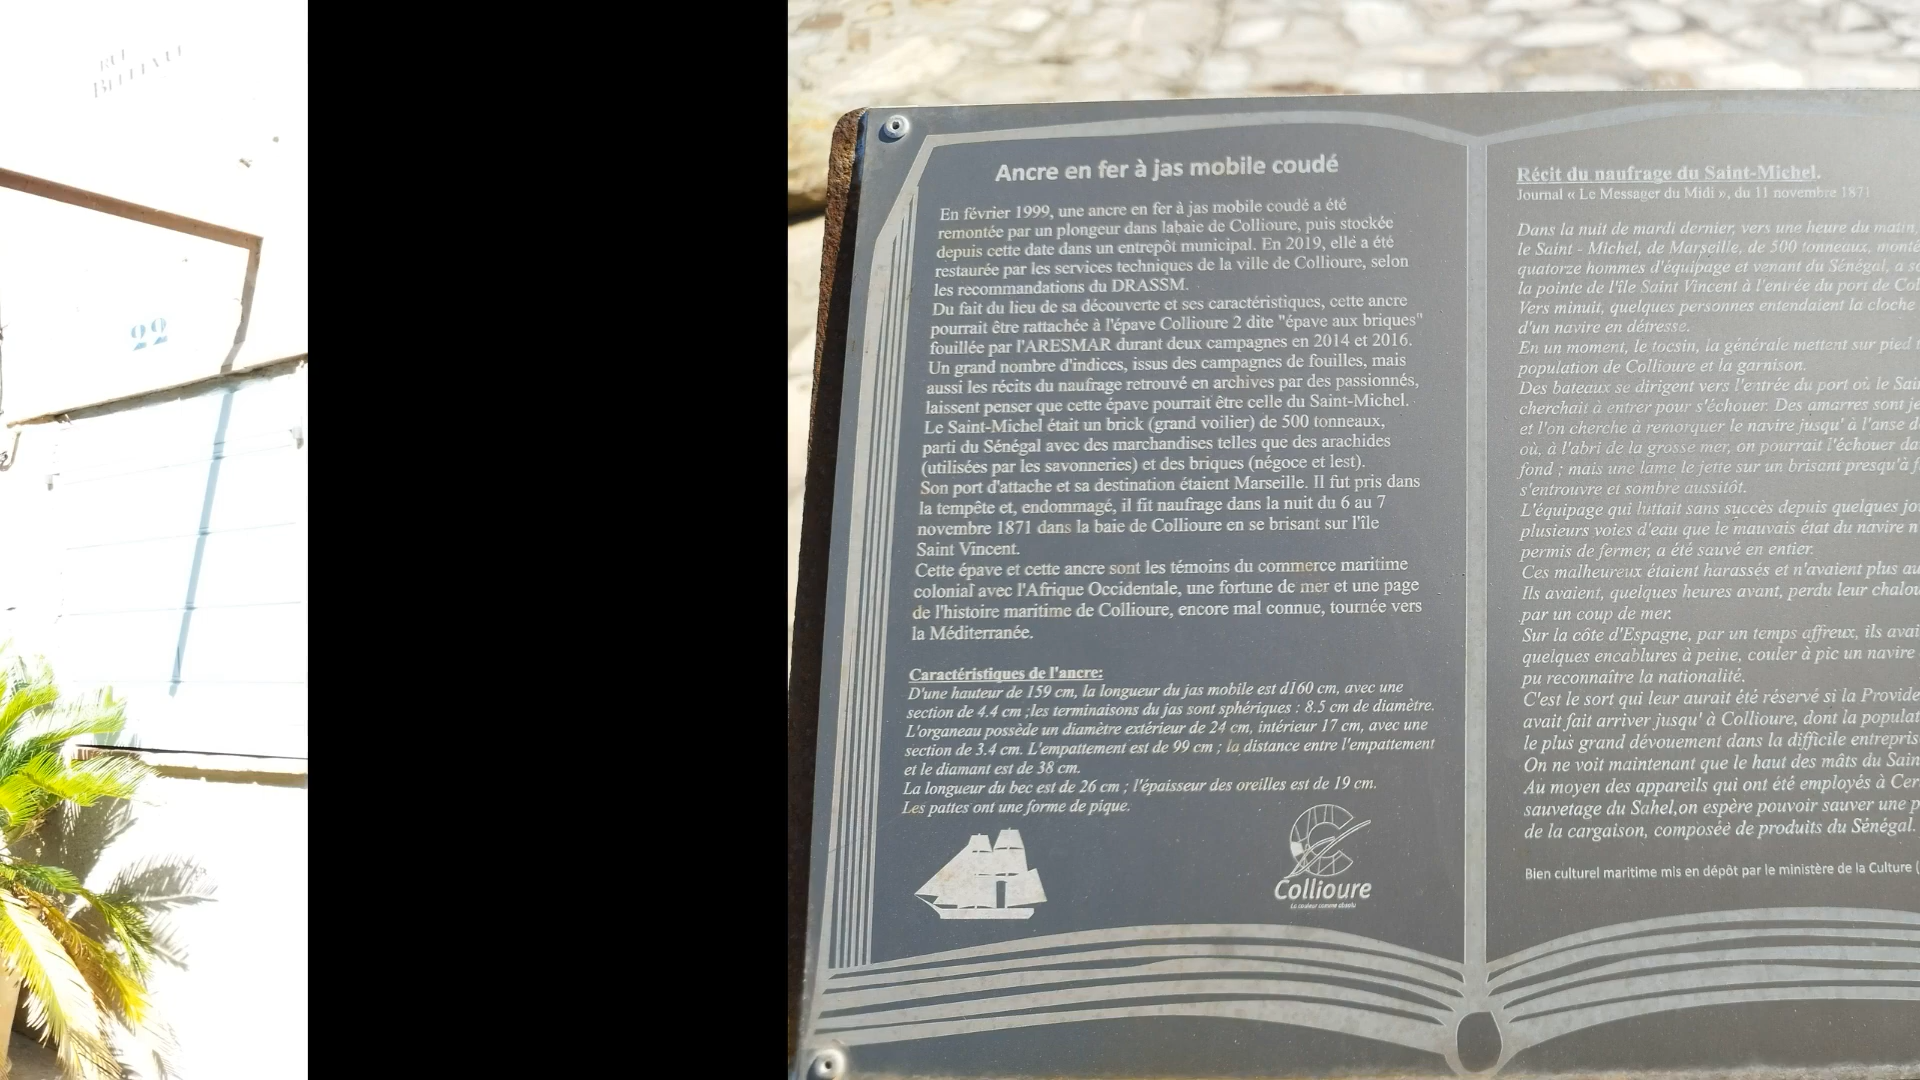 RUE
BELLEVUE
22
Ancre en fer à jas mobile coudé
En février 1999, une ancre en fer à jas mobile coudé a été
remontée par un plongeur dans labaie de Collioure, puis stockée
depuis cette date dans un entrepôt municipal. En 2019, elle a été
restaurée par les services techniques de la ville de Collioure, selon
les recommandations du DRASSM.
Du fait du lieu de sa découverte et ses caractéristiques, cette ancre
pourrait être rattachée à l'épave Collioure 2 dite "épave aux briques"
fouillée par l'ARESMAR durant deux campagnes en 2014 et 2016.
Un grand nombre d'indices, issus des campagnes de fouilles, mais
aussi les récits du naufrage retrouvé en archives par des passionnés,
laissent penser que cette épave pourrait être celle du Saint-Michel.
Le Saint-Michel était un brick (grand voilier) de 500 tonneaux,
parti du Sénégal avec des marchandises telles que des arachides
(utilisées par les savonneries) et des briques (négoce et lest).
Son port d'attache et sa destination étaient Marseille. Il fut pris dans
la tempête et, endommagé, il fit naufrage dans la nuit du 6 au 7
novembre 1871 dans la baie de Collioure en se brisant sur l'île
Saint Vincent.
Cette épave et cette ancre sont les témoins du commerce maritime
colonial avec l'Afrique Occidentale, une fortune de mer et une page
de l'histoire maritime de Collioure, encore mal connue, tournée vers
la Méditerranée.
Caractéristiques de l'ancre:
D'une hauteur de 159 cm, la longueur du jas mobile est d160 cm, avec une
section de 4.4 cm ;les terminaisons du jas sont sphériques : 8.5 cm de diamètre.
L'organeau possède un diamètre extérieur de 24 cm, intérieur 17 cm, avec une
section de 3.4 cm. L'empattement est de 99 cm ; la distance entre l'empattement
et le diamant est de 38 cm.
La longueur du bec est de 26 cm ; l'épaisseur des oreilles est de 19 cm.
Les pattes ont une forme de pique.
Collioure
La couleur comme absolu
Récit du naufrage du Saint-Michel.
Journal « Le Messager du Midi », du 11 novembre 1871
Dans la nuit de mardi dernier, vers une heure du matin,
le Saint - Michel, de Marseille, de 500 tonneaux, monté
quatorze hommes d'équipage et venant du Sénégal, a
la pointe de l'île Saint Vincent à l'entrée du port de
Vers minuit, quelques personnes entendaient la cloche
d'un navire en détresse.
En un moment, le tocsin, la générale mettent sur pied
population de Collioure et la garnison.
Des bateaux se dirigent vers l'entrée du port où le
cherchait à entrer pour s'échouer. Des amarres sont
et l'on cherche à remorquer le navire jusqu' à l'anse
où, à l'abri de la grosse mer, on pourrait l'échouer
fond ; mais une lame le jette sur un brisant presqu'à
s'entrouvre et sombre aussitôt.
L'équipage qui luttait sans succès depuis quelques
plusieurs voies d'eau que le mauvais état du navire
permis de fermer, a été sauvé en entier.
Ces malheureux étaient harassés et n'avaient plus
Ils avaient, quelques heures avant, perdu leur
par un coup de mer.
Sur la côte d'Espagne, par un temps affreux, ils
quelques encablures à peine, couler à pic un navire
pu reconnaître la nationalité.
C'est le sort qui leur aurait été réservé si la
avait fait arriver jusqu' à Collioure, dont la
le plus grand dévouement dans la difficile
On ne voit maintenant que le haut des mâts du
Au moyen des appareils qui ont été employés à
sauvetage du Sahel,on espère pouvoir sauver une
de la cargaison, composée de produits du Sénégal.
Bien culturel maritime mis en dépôt par le ministère de la Culture (